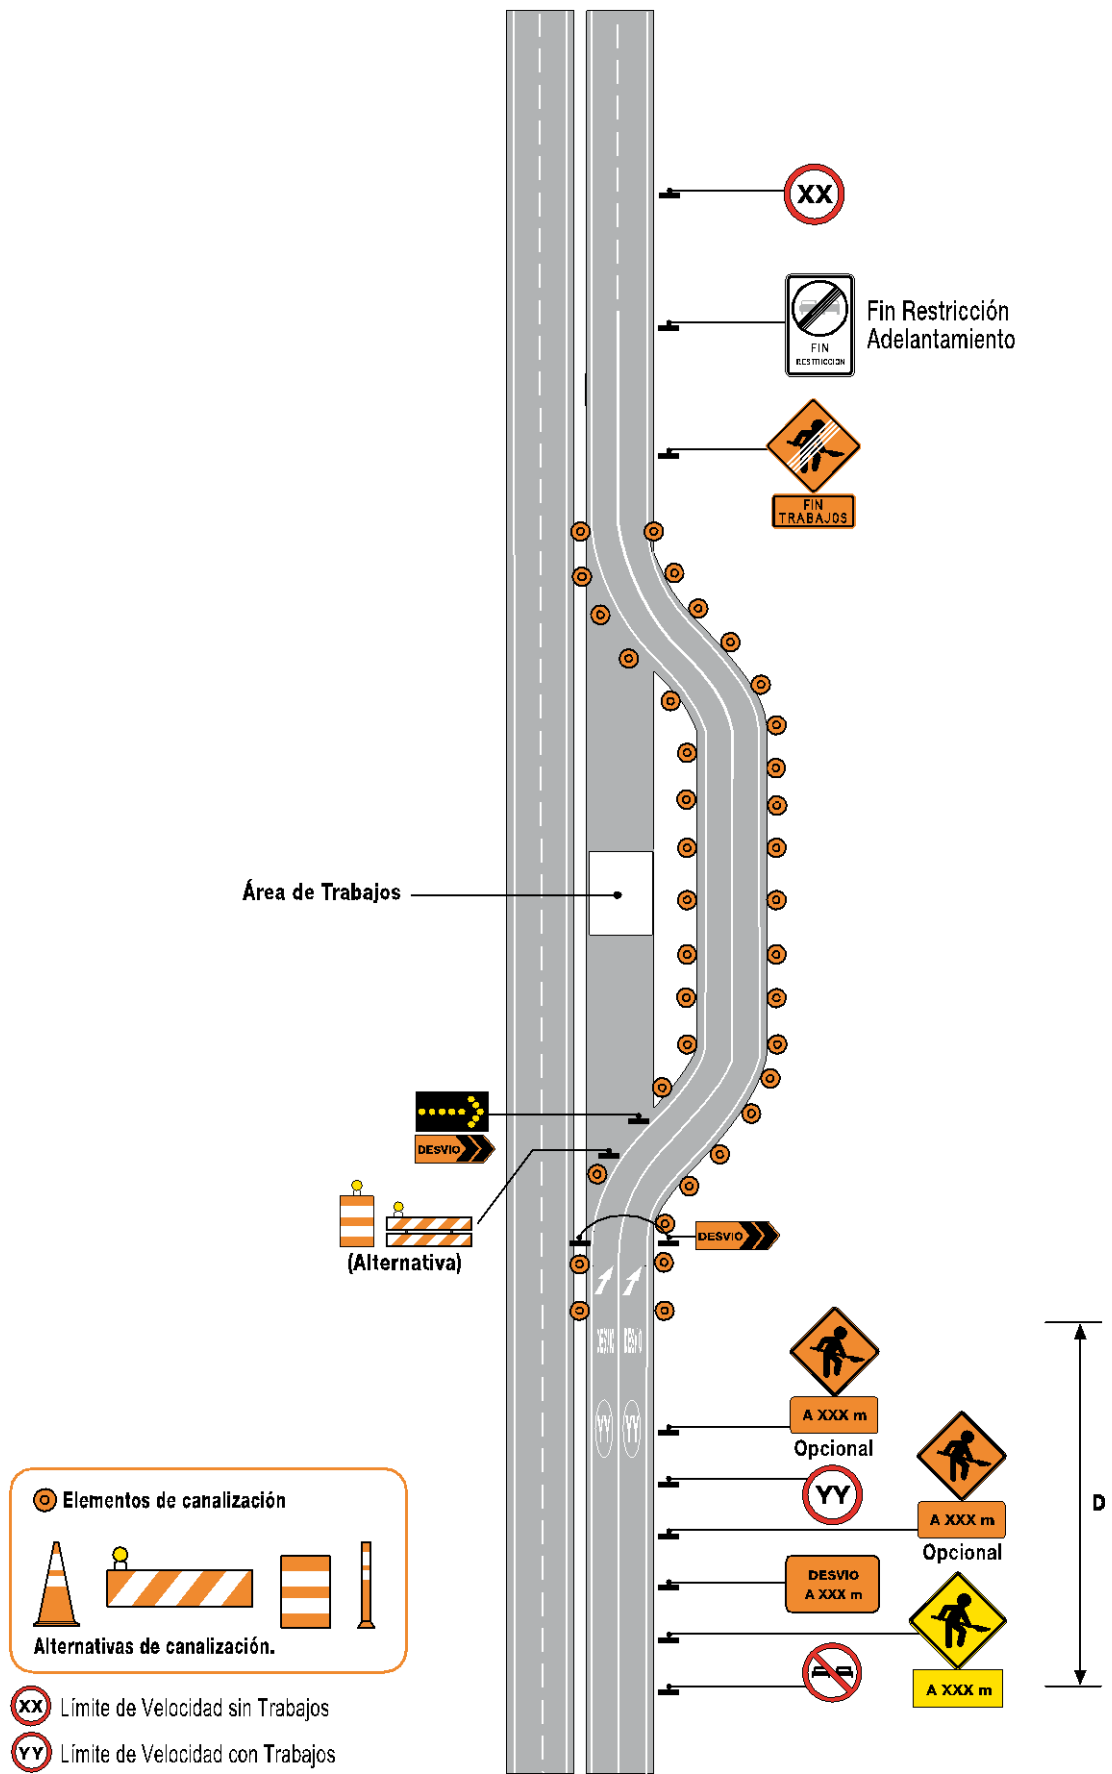 XX
Fin Restricción
Adelantamiento
FIN
RESTRICCION
FIN
TRABAJOS
Área de Trabajos
DESVIO
(Alternativa)
DESVIO
DESVIO DESVIO
A XXX m
Opcional
YY YY
YY
A XXX m
Opcional
D
DESVIO
A XXX m
A XXX m
Elementos de canalización
Alternativas de canalización.
XX Límite de Velocidad sin Trabajos
YY Límite de Velocidad con Trabajos